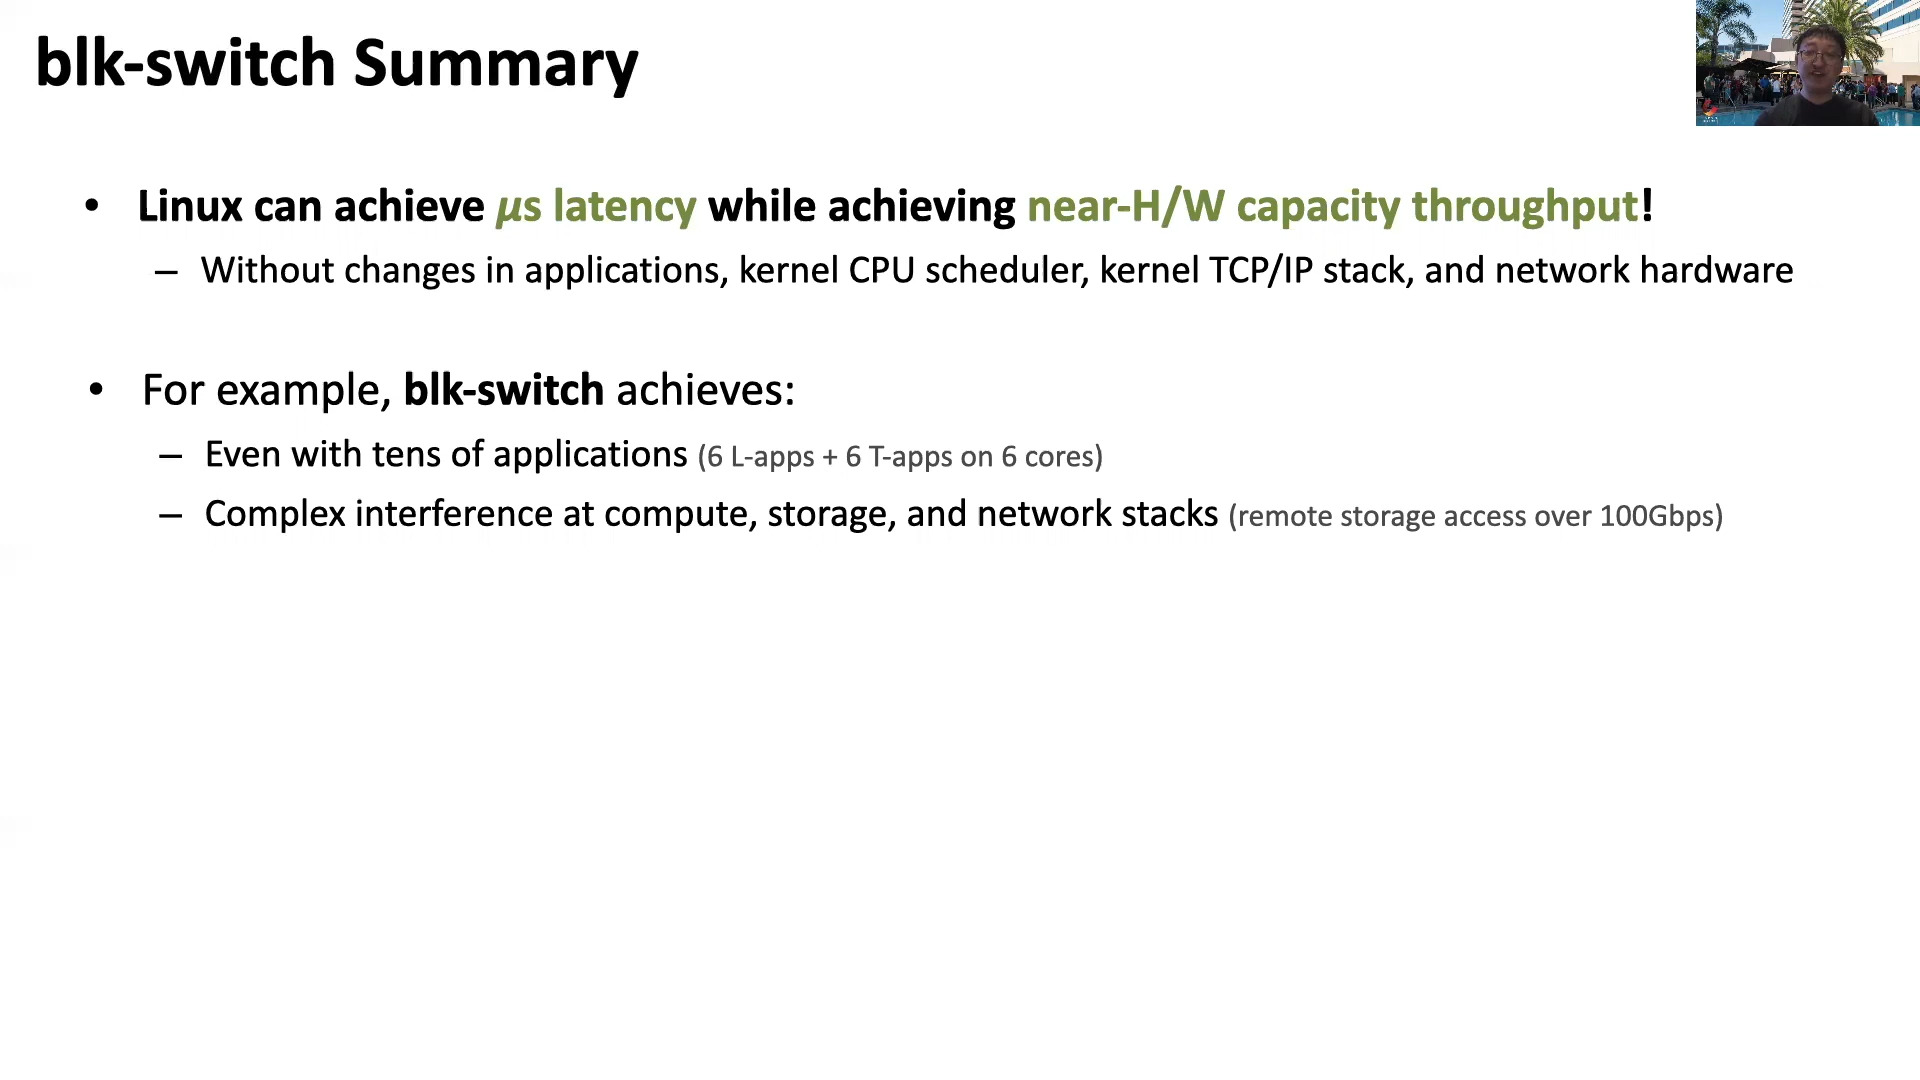 blk-switch Summary
• Linux can achieve μs latency while achieving near-H/W capacity throughput!
– Without changes in applications, kernel CPU scheduler, kernel TCP/IP stack, and network hardware
• For example, blk-switch achieves:
– Even with tens of applications (6 L-apps + 6 T-apps on 6 cores)
– Complex interference at compute, storage, and network stacks (remote storage access over 100Gbps)